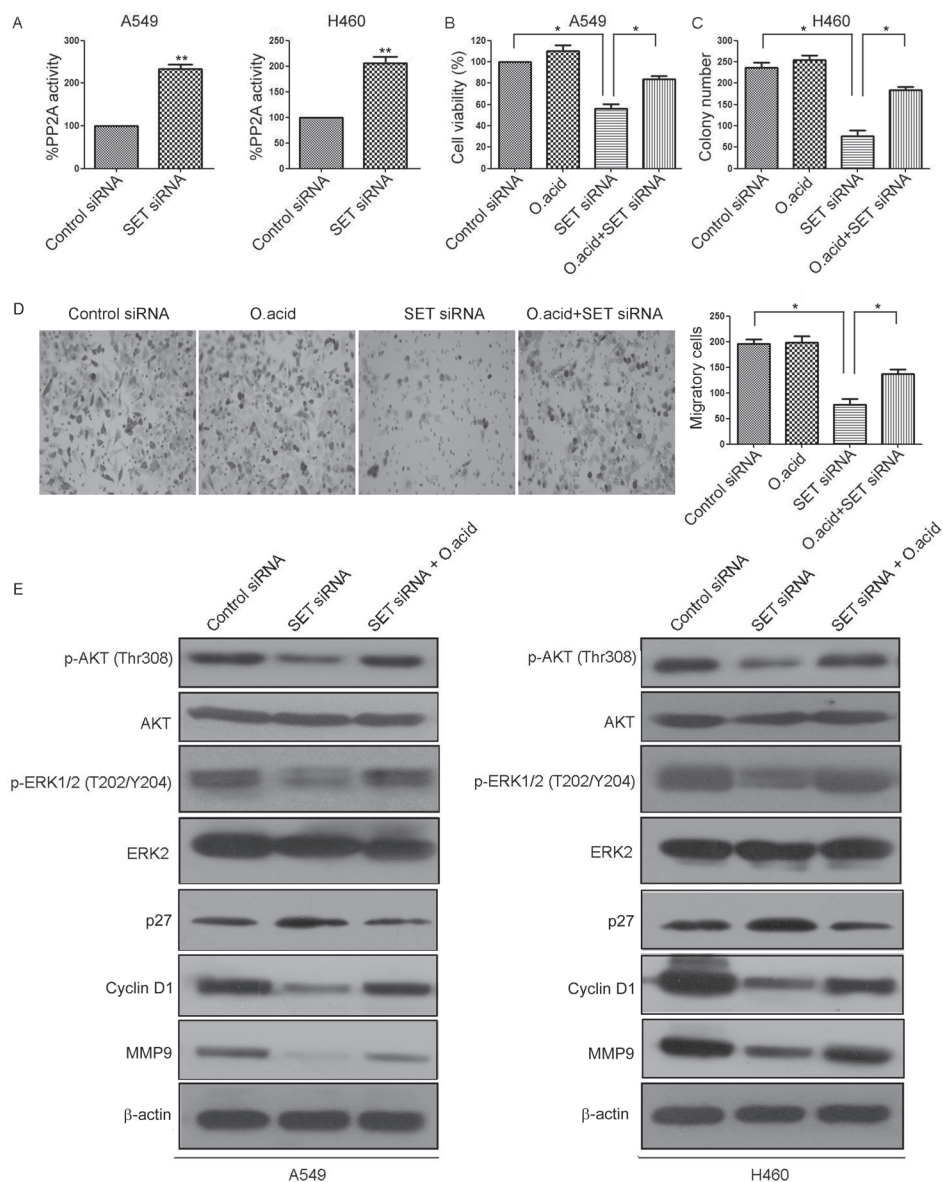 A
A549
%PP2A activity
300
200
100
0
**
Control siRNA
SET siRNA
H460
%PP2A activity
250
200
150
100
50
0
**
Control siRNA
SET siRNA
B
A549
Cell viability (%)
120
100
80
60
40
20
0
*
*
Control siRNA
O.acid
SET siRNA
O.acid+SET siRNA
C
H460
Colony number
300
250
200
150
100
50
0
*
*
Control siRNA
O.acid
SET siRNA
O.acid+SET siRNA
D
Control siRNA
O.acid
SET siRNA
O.acid+SET siRNA
Migratory cells
250
200
150
100
50
0
*
*
Control siRNA
O.acid
SET siRNA
O.acid+SET siRNA
E
Control siRNA
SET siRNA
SET siRNA + O.acid
p-AKT (Thr308)
AKT
p-ERK1/2 (T202/Y204)
ERK2
p27
Cyclin D1
MMP9
β-actin
A549
Control siRNA
SET siRNA
SET siRNA + O.acid
p-AKT (Thr308)
AKT
p-ERK1/2 (T202/Y204)
ERK2
p27
Cyclin D1
MMP9
β-actin
H460